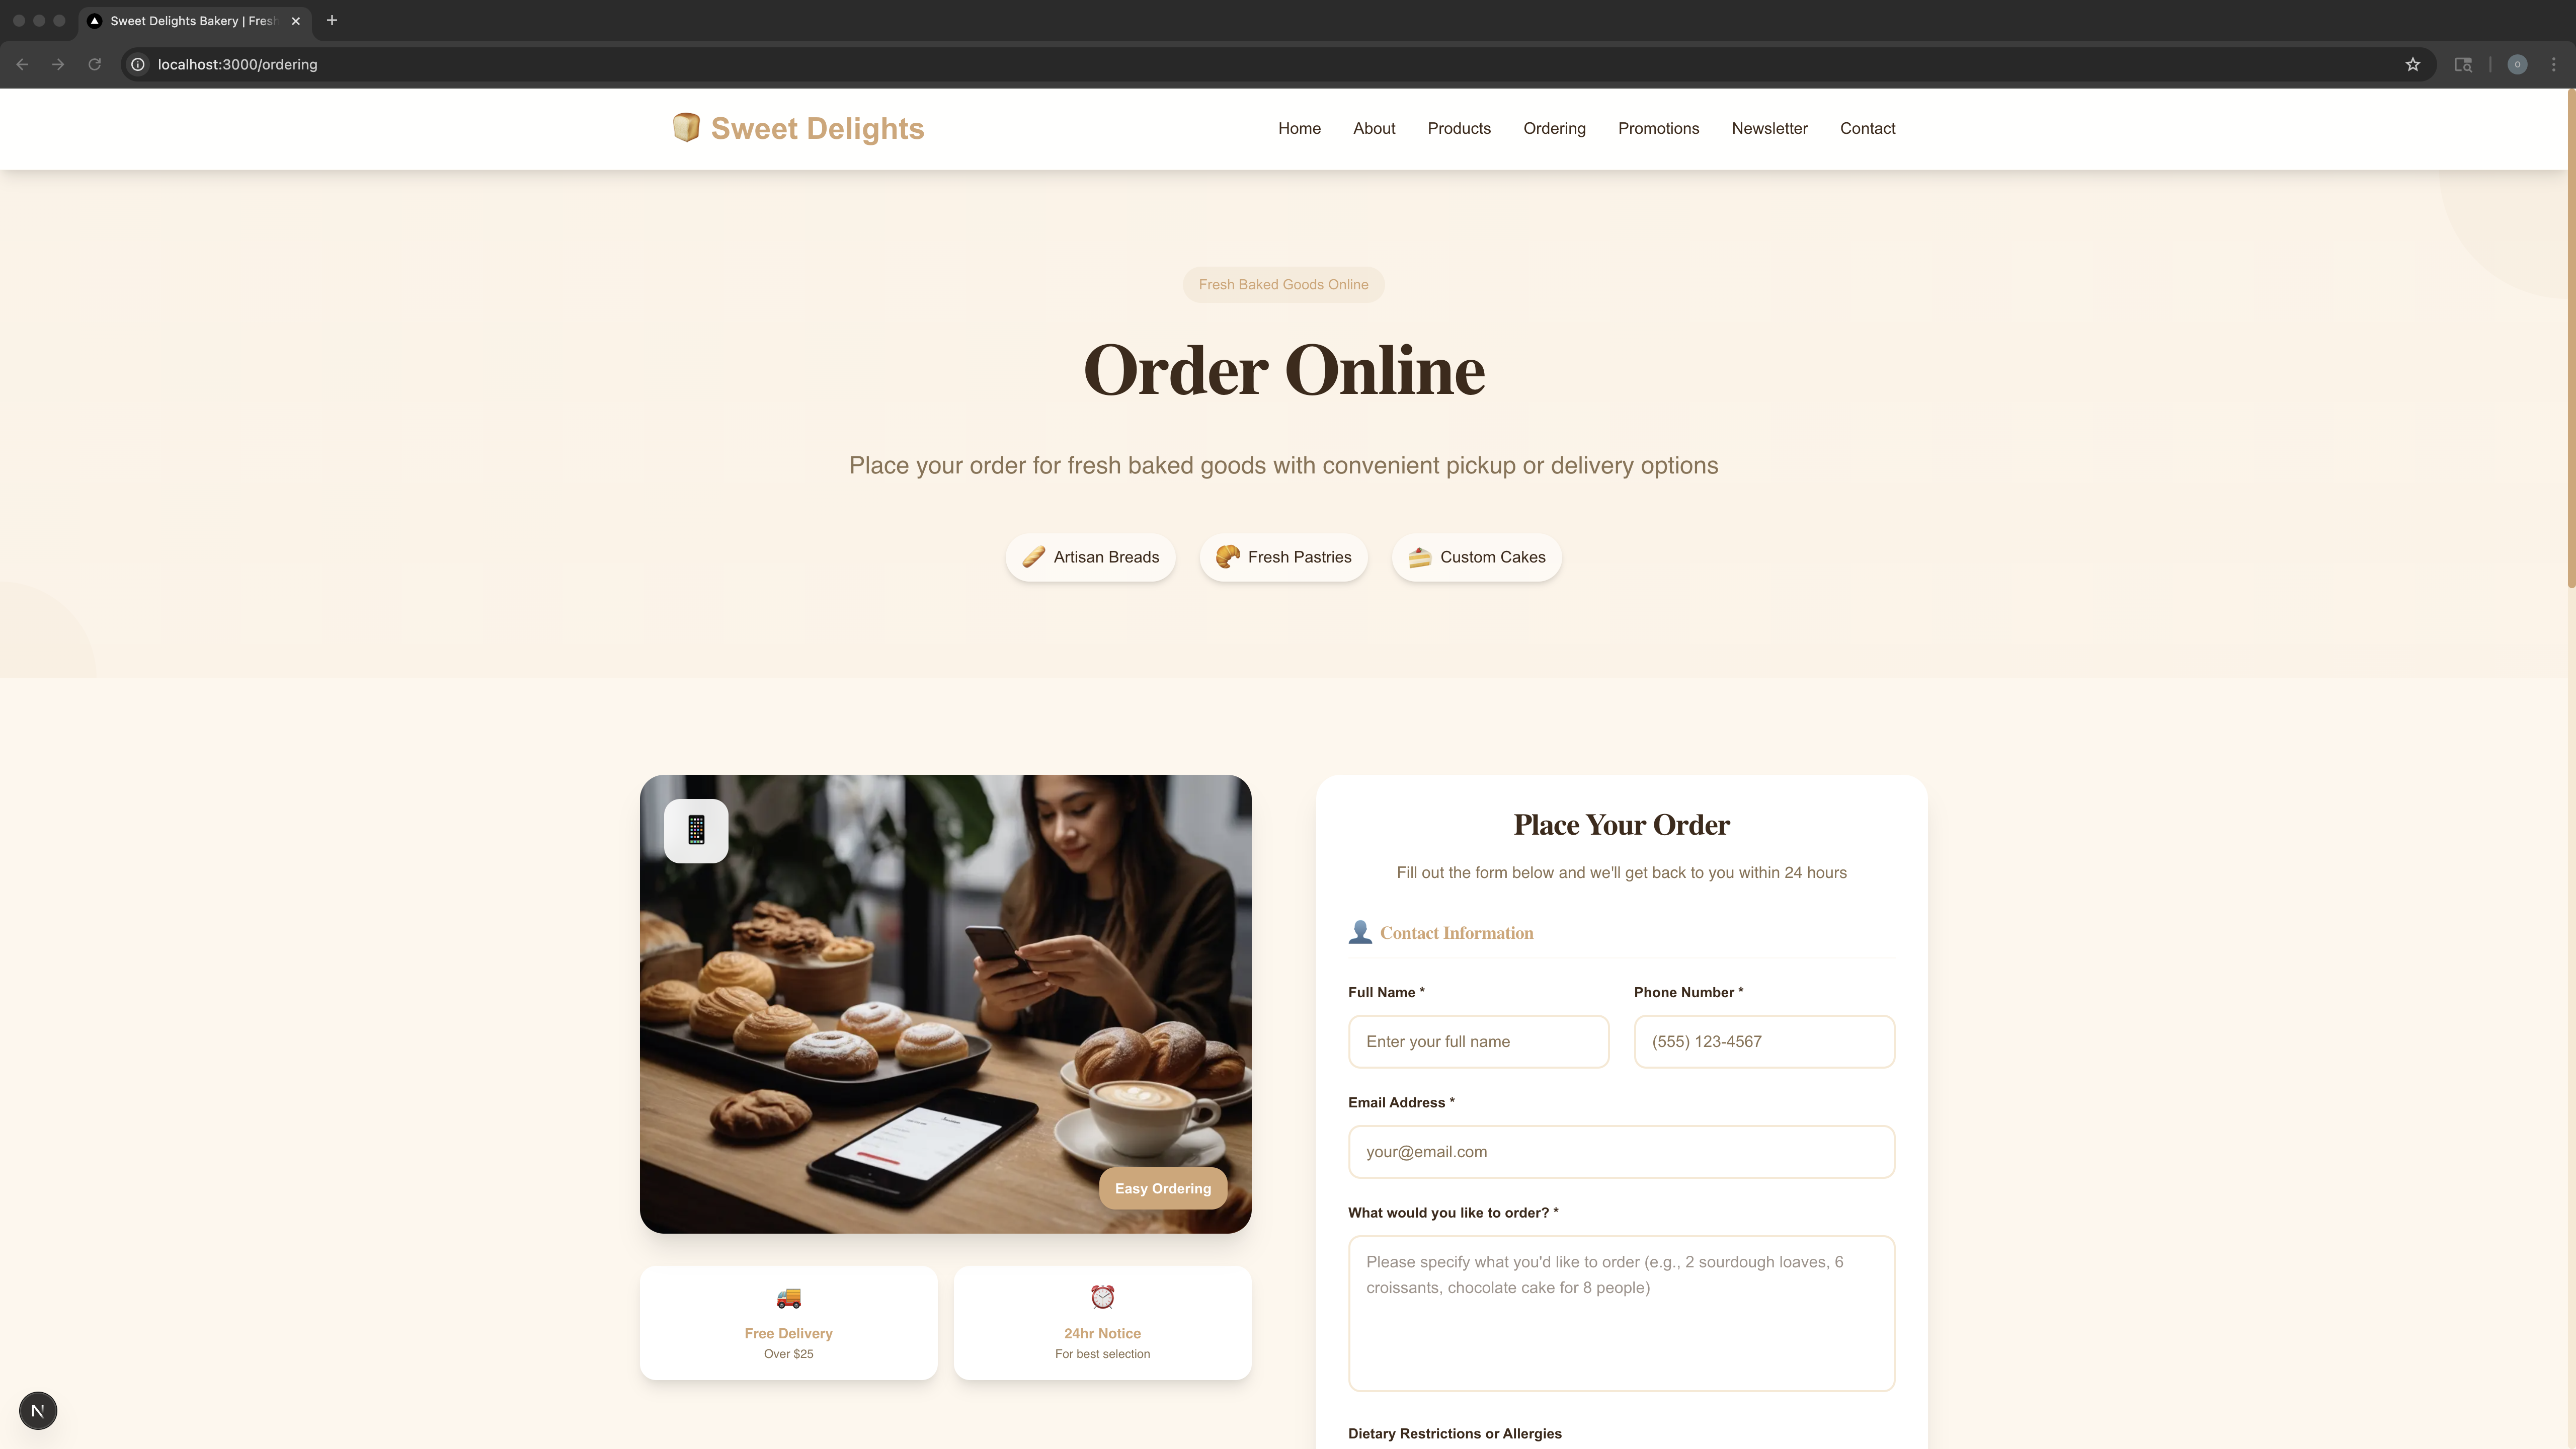 Sweet Delights Bakery | Fresh
localhost:3000/ordering
Sweet Delights
Home About Products Ordering Promotions Newsletter Contact
Fresh Baked Goods Online
Order Online
Place your order for fresh baked goods with convenient pickup or delivery options
Artisan Breads Fresh Pastries Custom Cakes
Easy Ordering
Free Delivery
Over $25
24hr Notice
For best selection
Place Your Order
Fill out the form below and we'll get back to you within 24 hours
Contact Information
Full Name *
Enter your full name
Phone Number *
(555) 123-4567
Email Address *
your@email.com
What would you like to order? *
Please specify what you'd like to order (e.g., 2 sourdough loaves, 6
croissants, chocolate cake for 8 people)
Dietary Restrictions or Allergies
N